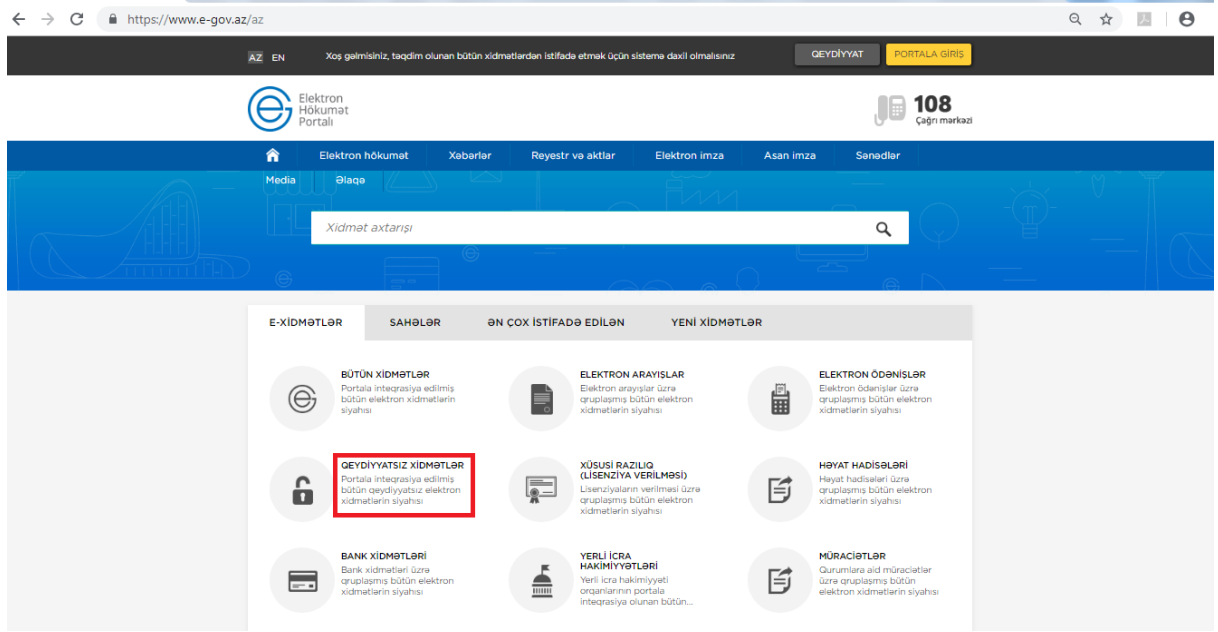 https://www.e-gov.az/az
AZ EN Xoş gəlmisiniz, təqdim olunan bütün xidmətlərdən istifadə etmək üçün sistemə daxil olmalısınız QEYDİYYAT PORTALA GİRİŞ
Elektron
Hökumət
Portalı
108
Çağrı mərkəzi
Elektron hökumət Xəbərlər Reyestr və aktlar Elektron imza Asan imza Sənədlər
Media Əlaqə
Xidmət axtarışı
E-XİDMƏTLƏR SAHƏLƏR ƏN ÇOX İSTİFADƏ EDİLƏN YENİ XİDMƏTLƏR
BÜTÜN XİDMƏTLƏR
Portala inteqrasiya edilmiş
bütün elektron xidmətlərin
siyahısı
ELEKTRON ARAYIŞLAR
Elektron arayışlar üzrə
qruplaşmış bütün elektron
xidmətlərin siyahısı
ELEKTRON ÖDƏNİŞLƏR
Elektron ödənişlər üzrə
qruplaşmış bütün elektron
xidmətlərin siyahısı
QEYDİYYATSIZ XİDMƏTLƏR
Portala inteqrasiya edilmiş
bütün qeydiyyatsız elektron
xidmətlərin siyahısı
XÜSUSİ RAZILIQ
(LİSENZİYA VERİLMƏSİ)
Lisenziyaların verilməsi üzrə
qruplaşmış bütün elektron
xidmətlərin siyahısı
HƏYAT HADİSƏLƏRİ
Həyat hadisələri üzrə
qruplaşmış bütün elektron
xidmətlərin siyahısı
BANK XİDMƏTLƏRİ
Bank xidmətləri üzrə
qruplaşmış bütün elektron
xidmətlərin siyahısı
YERLİ İCRA
HAKİMİYYƏTLƏRİ
Yerli icra hakimiyyəti
orqanlarının portala
inteqrasiya olunan bütün...
MÜRACİƏTLƏR
Qurumlara aid müraciətlər
üzrə qruplaşmış bütün
elektron xidmətlərin siyahısı